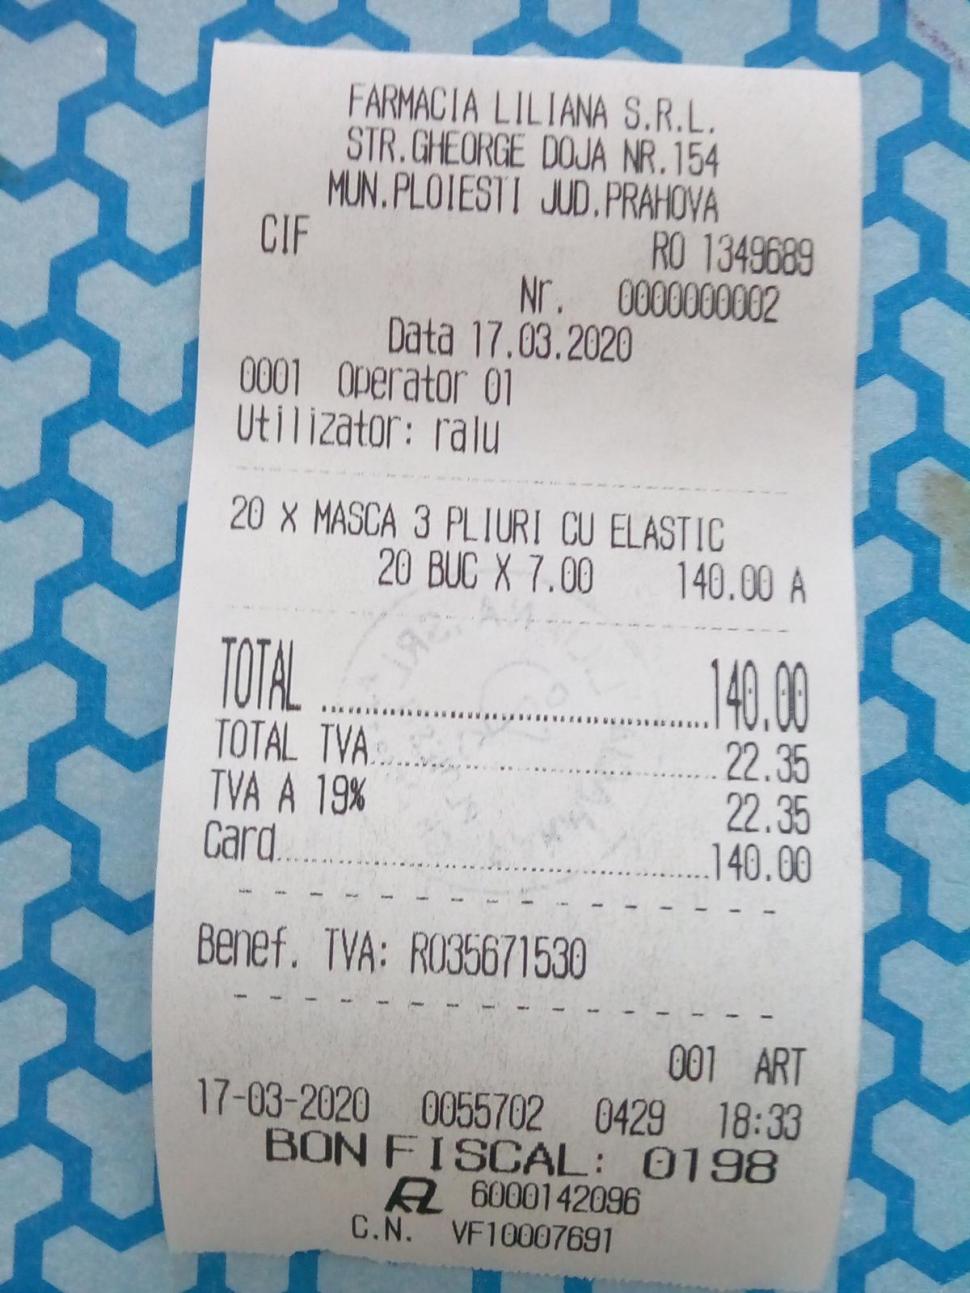 FARMACIA LILIANA S.R.L.
STR.GHEORGE DOJA NR.154
MUN.PLOIESTI JUD.PRAHOVA
CIF RO 1349689
Nr. 0000000002
Data 17.03.2020
0001 Operator 01
Utilizator: ralu
20 X MASCA 3 PLIURI CU ELASTIC
20 BUC X 7.00 140.00 A
TOTAL ........................................140.00
TOTAL TVA........................................22.35
TVA A 19% 22.35
Card........................................140.00
Benef. TVA: RO35671530
001 ART
17-03-2020 0055702 0429 18:33
BON FISCAL: 0198
6000142096
C.N. VF10007691